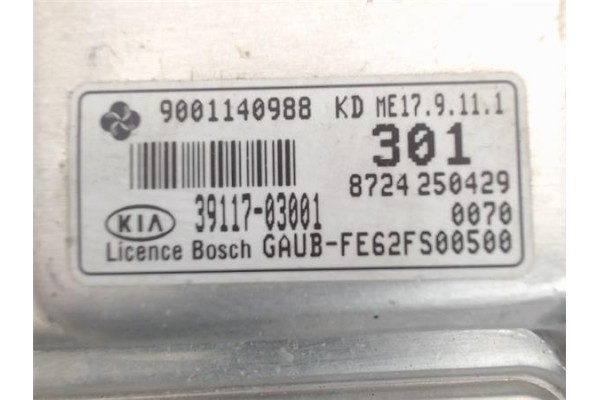 9001140988 KD ME17.9.11.1
301
8724 250429
KIA 39117-03001 0070
Licence Bosch GAUB-FE62FS00500